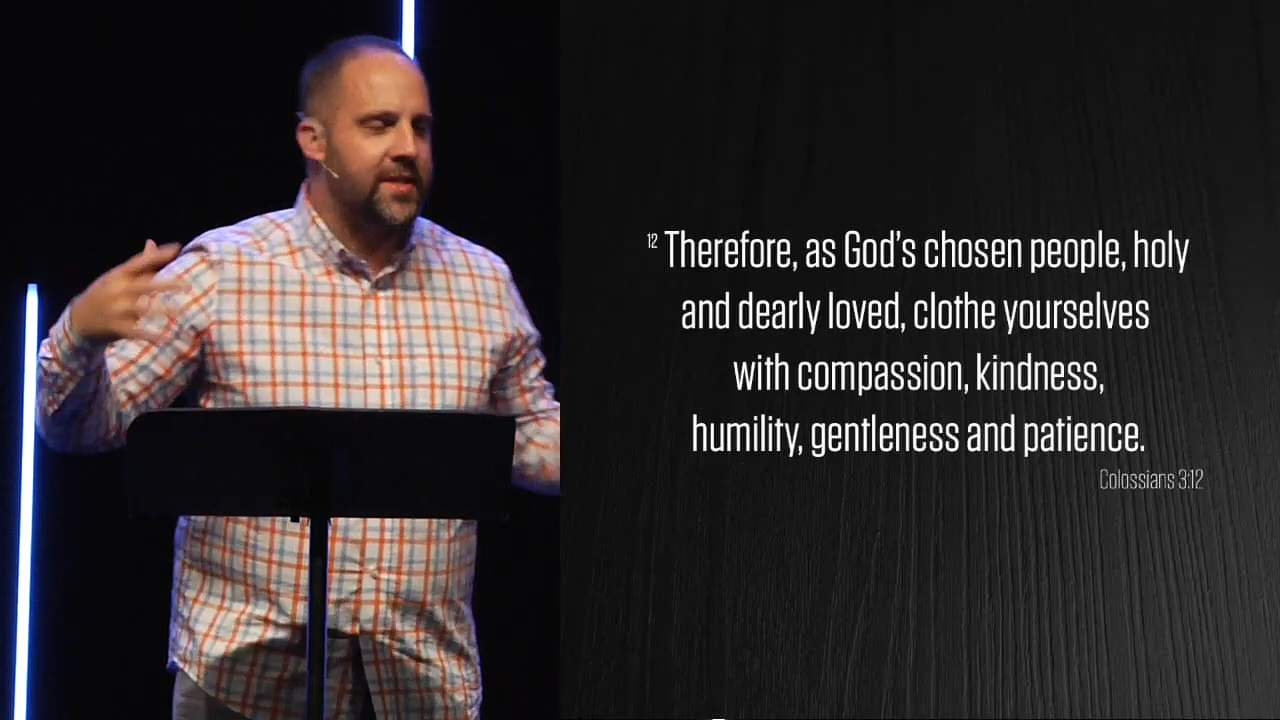 12 Therefore, as God's chosen people, holy
and dearly loved, clothe yourselves
with compassion, kindness,
humility, gentleness and patience.
Colossians 3:12